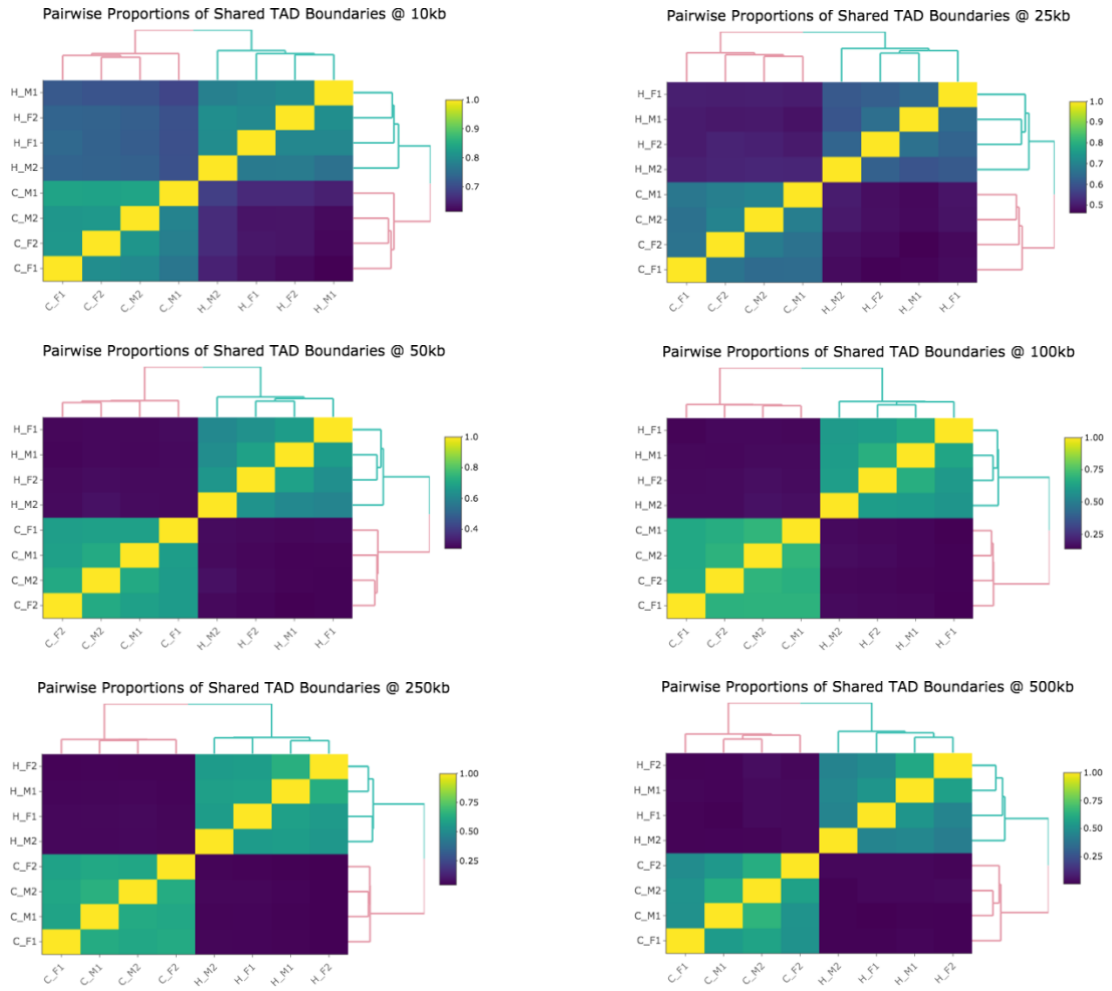 Pairwise Proportions of Shared TAD Boundaries @ 10kb
H_M1
H_F2
H_F1
H_M2
C_M1
C_M2
C_F2
C_F1
C_F1 C_F2 C_M2 C_M1 H_M2 H_F1 H_F2 H_M1
1.0
0.9
0.8
0.7
Pairwise Proportions of Shared TAD Boundaries @ 25kb
H_F1
H_M1
H_F2
H_M2
C_M1
C_M2
C_F2
C_F1
C_F1 C_F2 C_M2 C_M1 H_M2 H_F2 H_M1 H_F1
1.0
0.9
0.8
0.7
0.6
0.5
Pairwise Proportions of Shared TAD Boundaries @ 50kb
H_F1
H_M1
H_F2
H_M2
C_F1
C_M1
C_M2
C_F2
C_F2 C_M2 C_M1 C_F1 H_M2 H_F2 H_M1 H_F1
1.0
0.8
0.6
0.4
Pairwise Proportions of Shared TAD Boundaries @ 100kb
H_F1
H_M1
H_F2
H_M2
C_M1
C_M2
C_F2
C_F1
C_F1 C_F2 C_M2 C_M1 H_M2 H_F2 H_M1 H_F1
1.00
0.75
0.50
0.25
Pairwise Proportions of Shared TAD Boundaries @ 250kb
H_F2
H_M1
H_F1
H_M2
C_F2
C_M2
C_M1
C_F1
C_F1 C_M1 C_M2 C_F2 H_M2 H_F1 H_M1 H_F2
1.00
0.75
0.50
0.25
Pairwise Proportions of Shared TAD Boundaries @ 500kb
H_F2
H_M1
H_F1
H_M2
C_F2
C_M2
C_M1
C_F1
C_F1 C_M1 C_M2 C_F2 H_M2 H_F1 H_M1 H_F2
1.00
0.75
0.50
0.25